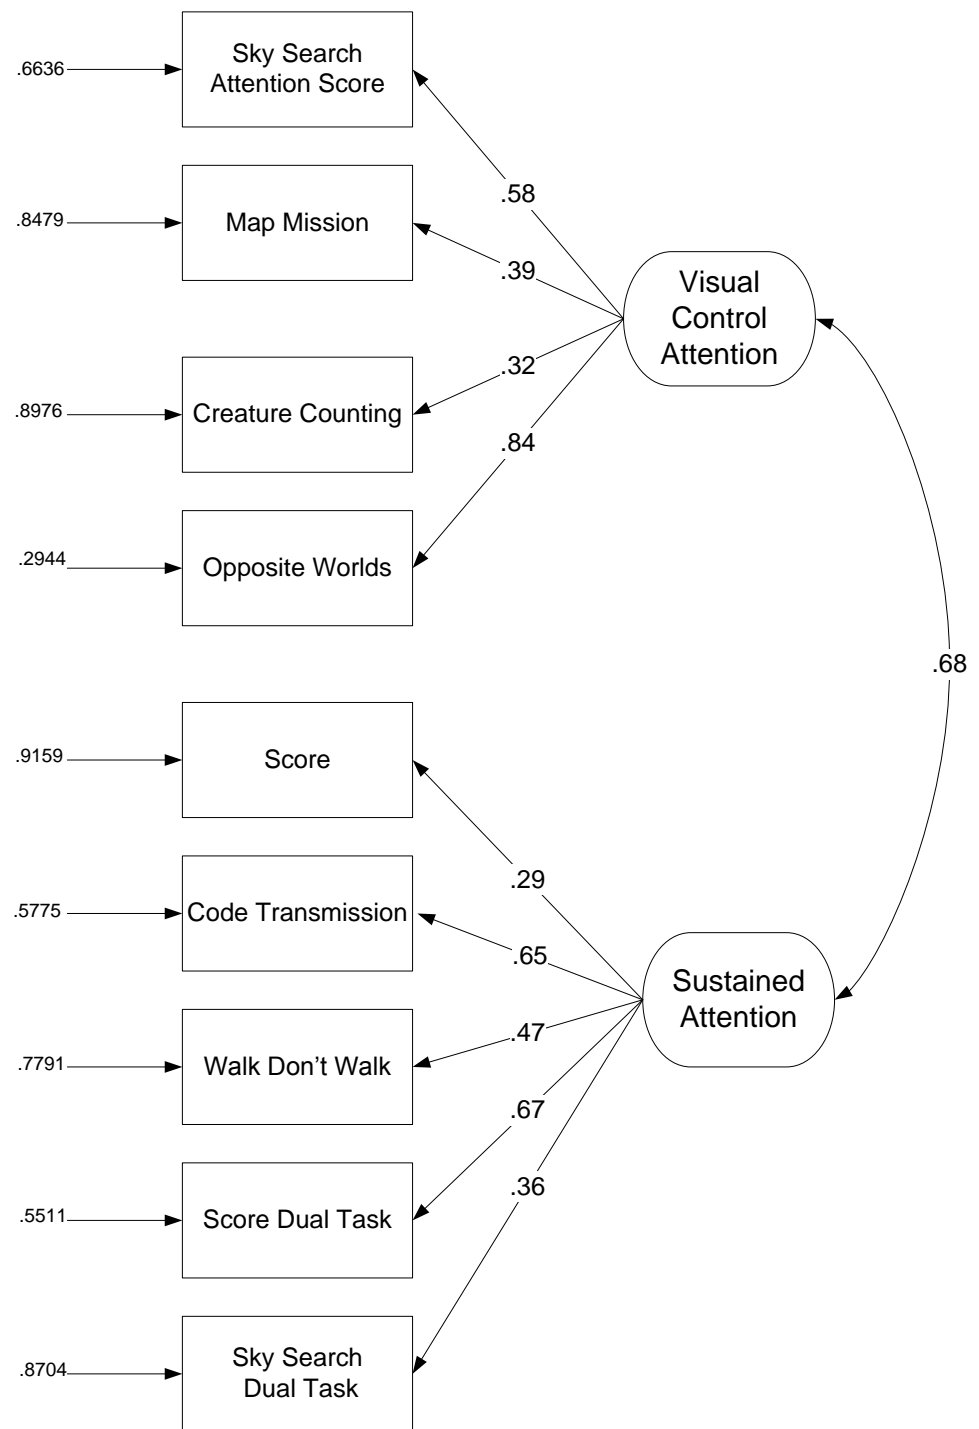 .6636
Sky Search
Attention Score
.58
.8479
Map Mission
.39
Visual
Control
Attention
.8976
Creature Counting
.32
.84
.2944
Opposite Worlds
.68
.9159
Score
.29
.5775
Code Transmission
.65
Sustained
Attention
.7791
Walk Don't Walk
.47
.67
.5511
Score Dual Task
.36
.8704
Sky Search
Dual Task